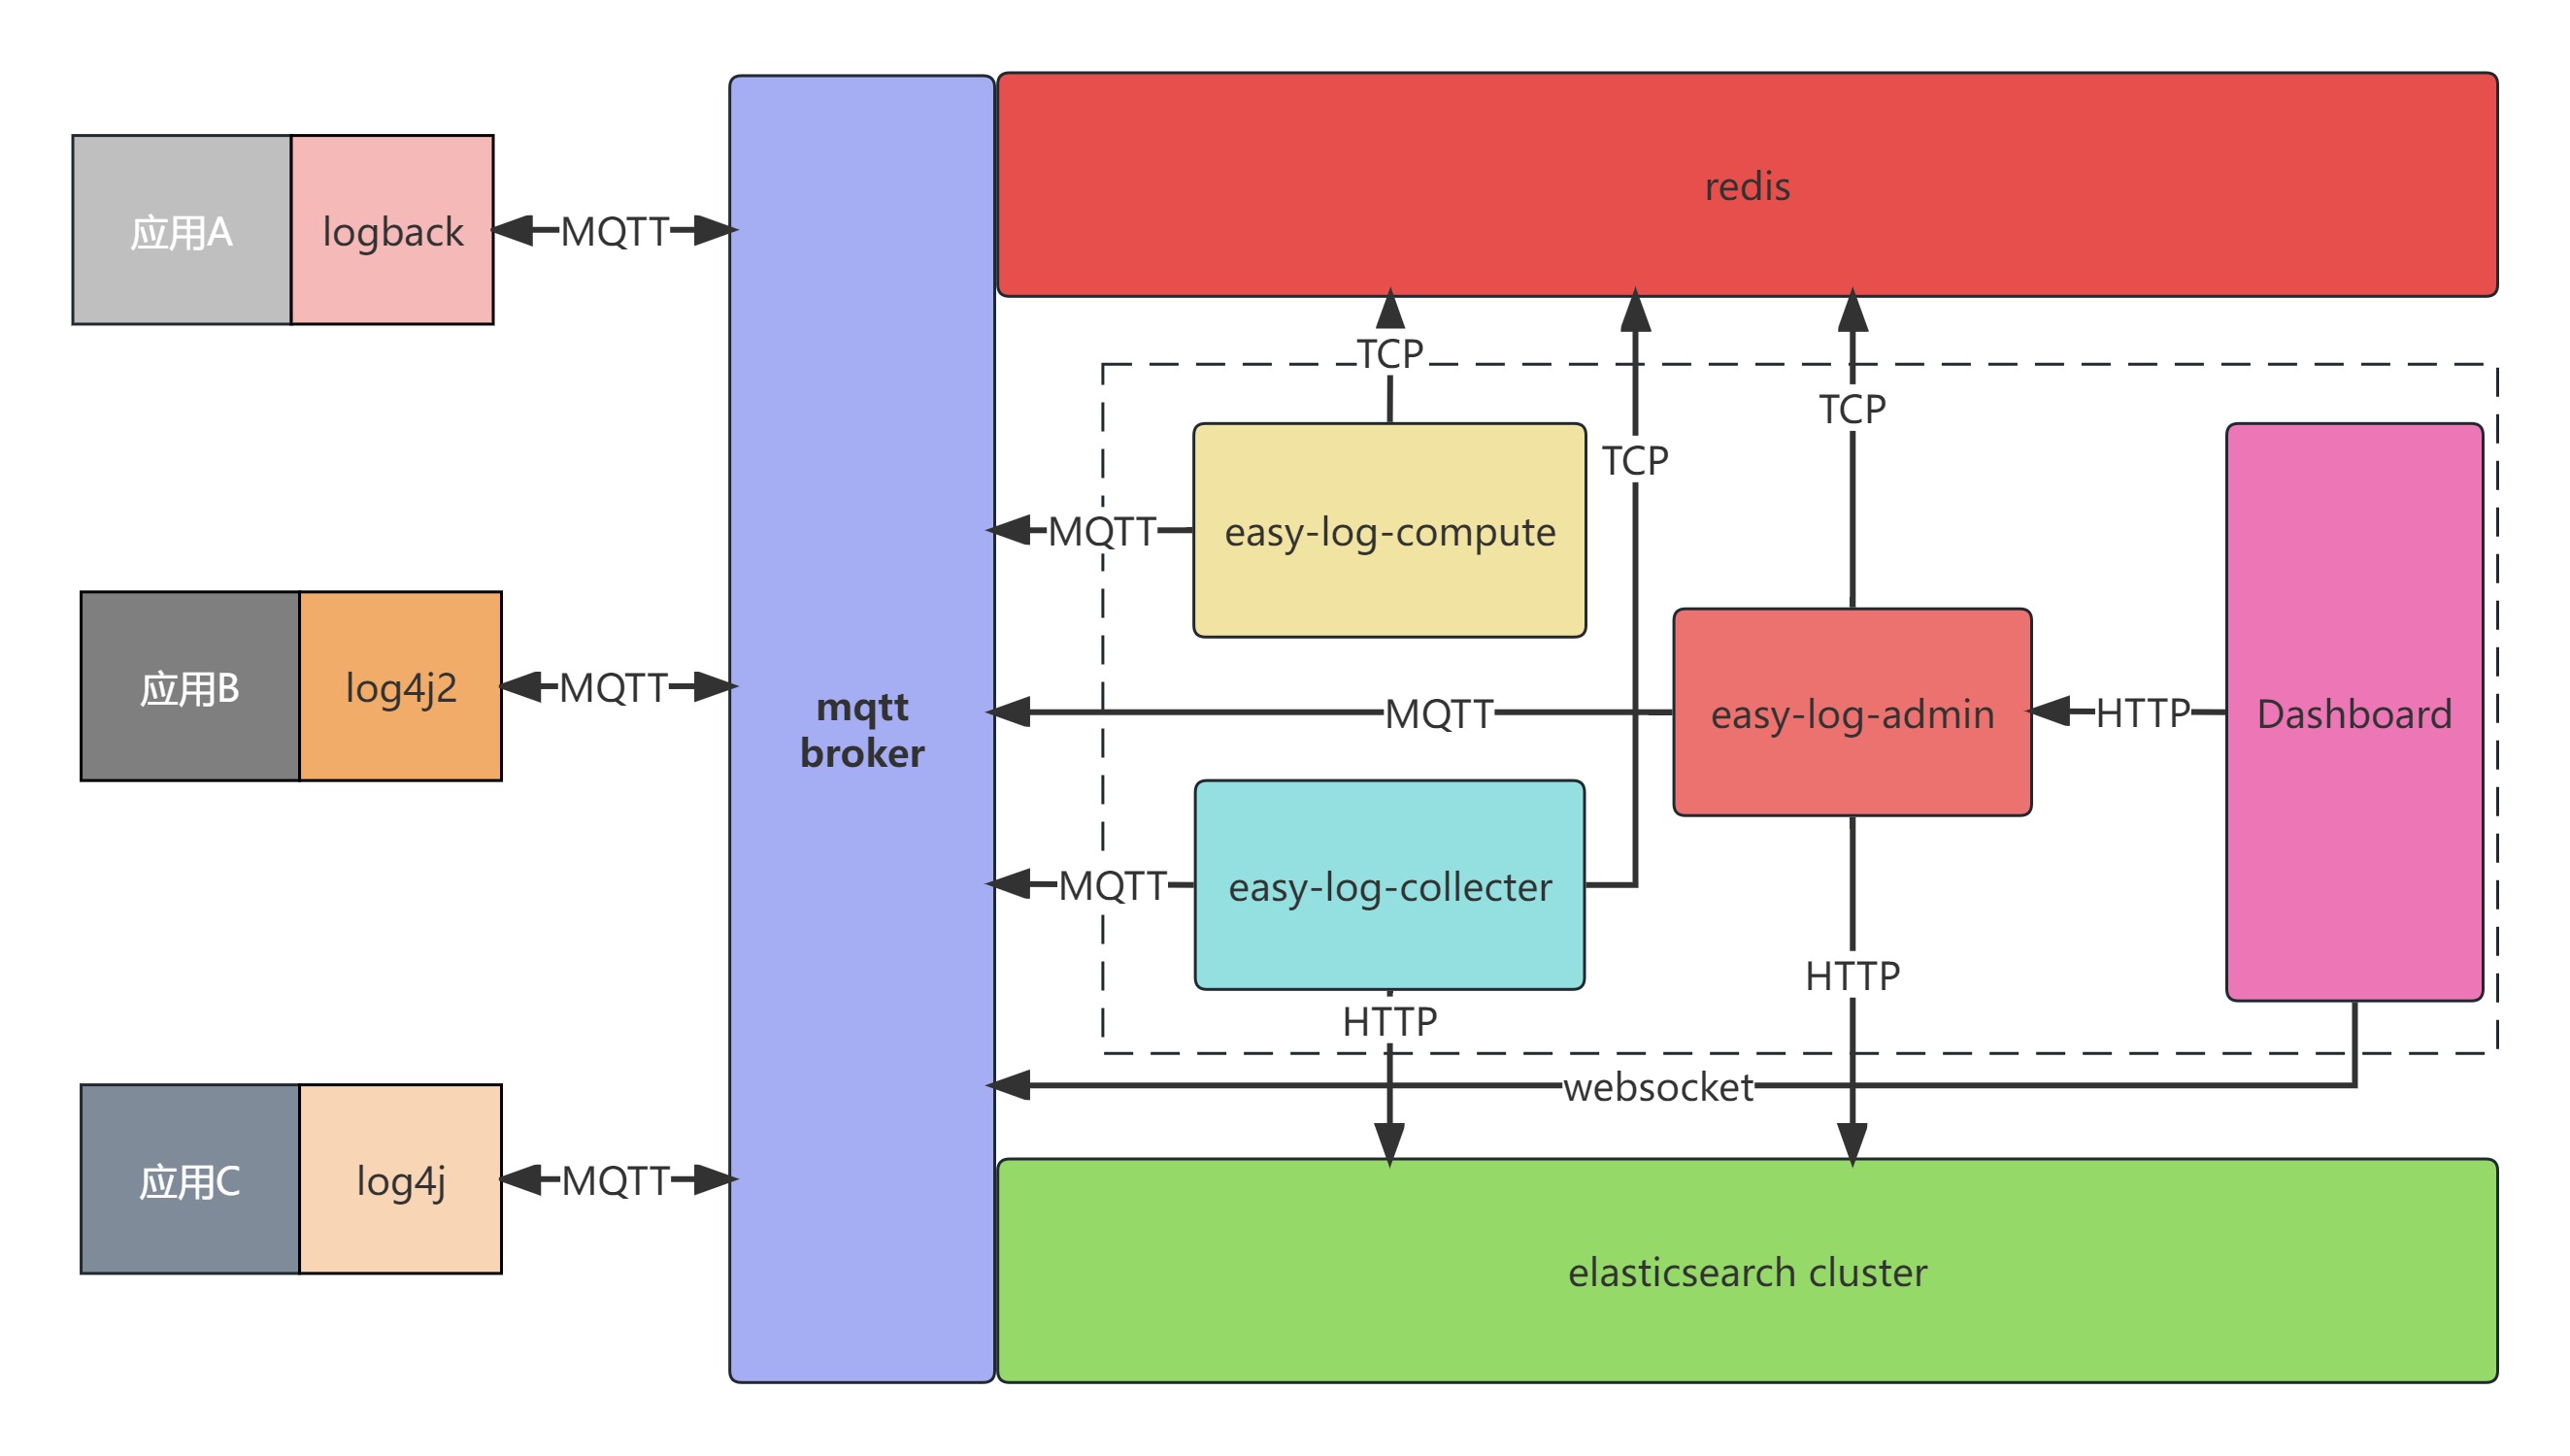 redis
应用A
logback
MQTT
TCP
TCP
TCP
easy-log-compute
MQTT
应用B
log4j2
MQTT
mqtt
broker
MQTT
easy-log-admin
HTTP
Dashboard
MQTT
easy-log-collecter
HTTP
HTTP
websocket
应用C
log4j
MQTT
elasticsearch cluster